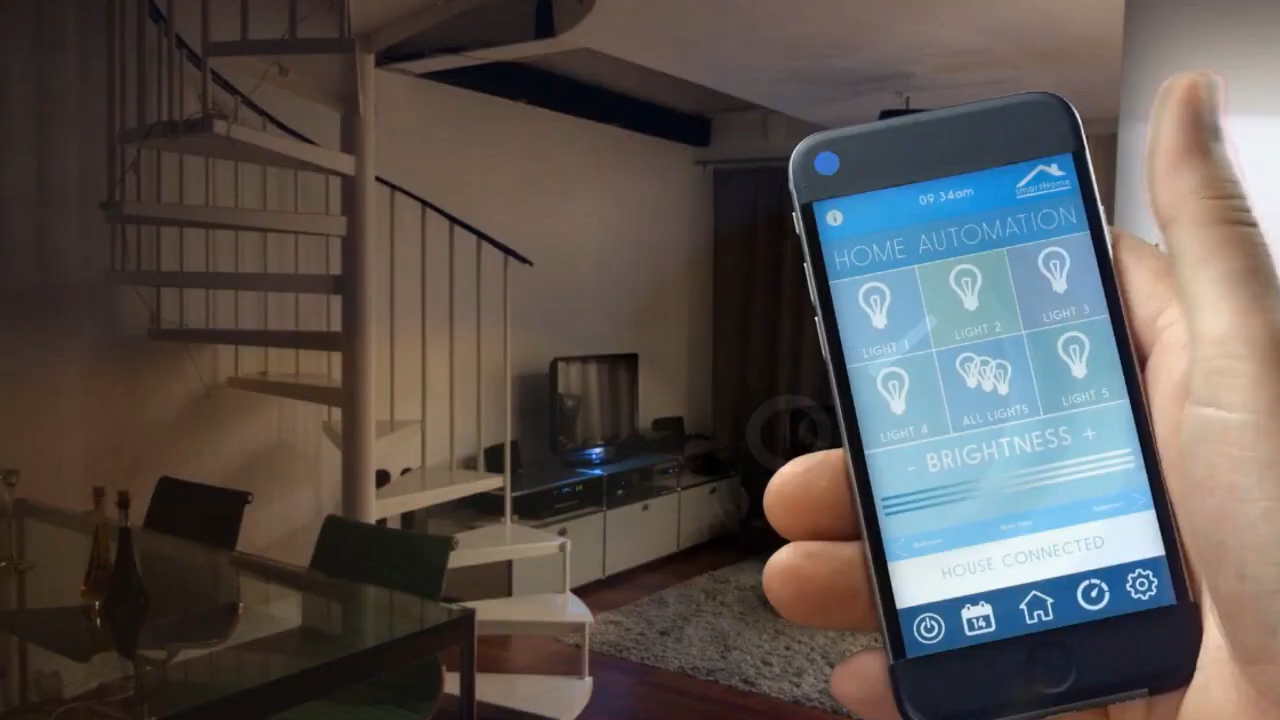 09 34am
smartHome
HOME AUTOMATION
LIGHT 1
LIGHT 2
LIGHT 3
LIGHT 4
ALL LIGHTS
LIGHT 5
- BRIGHTNESS +
HOUSE CONNECTED
14